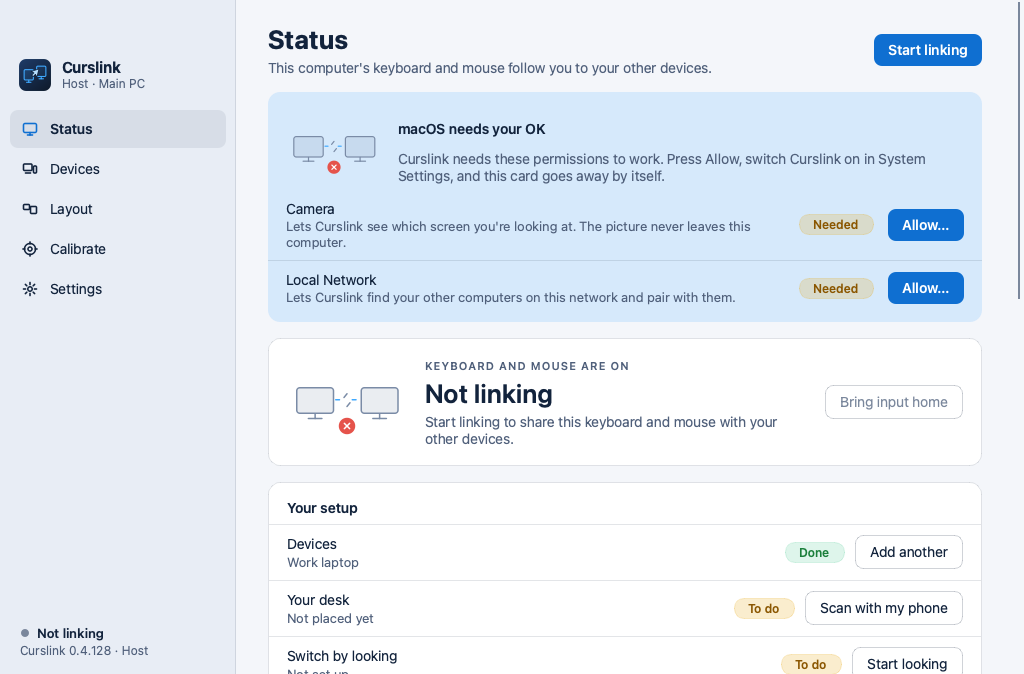 Curslink
Host · Main PC
Status
Devices
Layout
Calibrate
Settings
Not linking
Curslink 0.4.128 · Host
Status
This computer's keyboard and mouse follow you to your other devices.
Start linking
macOS needs your OK
Curslink needs these permissions to work. Press Allow, switch Curslink on in System
Settings, and this card goes away by itself.
Camera
Lets Curslink see which screen you're looking at. The picture never leaves this
computer.
Needed
Allow...
Local Network
Lets Curslink find your other computers on this network and pair with them.
Needed
Allow...
KEYBOARD AND MOUSE ARE ON
Not linking
Start linking to share this keyboard and mouse with your
other devices.
Bring input home
Your setup
Devices
Work laptop
Done
Add another
Your desk
Not placed yet
To do
Scan with my phone
Switch by looking
Not set up
To do
Start looking